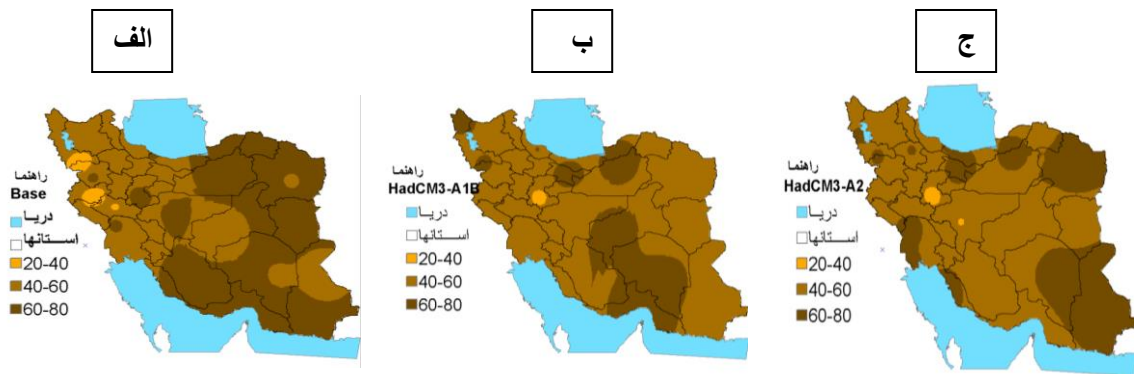 الف
ب
ج
راهنما
Base
دریا
استانها
20-40
40-60
60-80
راهنما
HadCM3-A1B
دریا
استانها
20-40
40-60
60-80
راهنما
HadCM3-A2
دریا
استانها
20-40
40-60
60-80